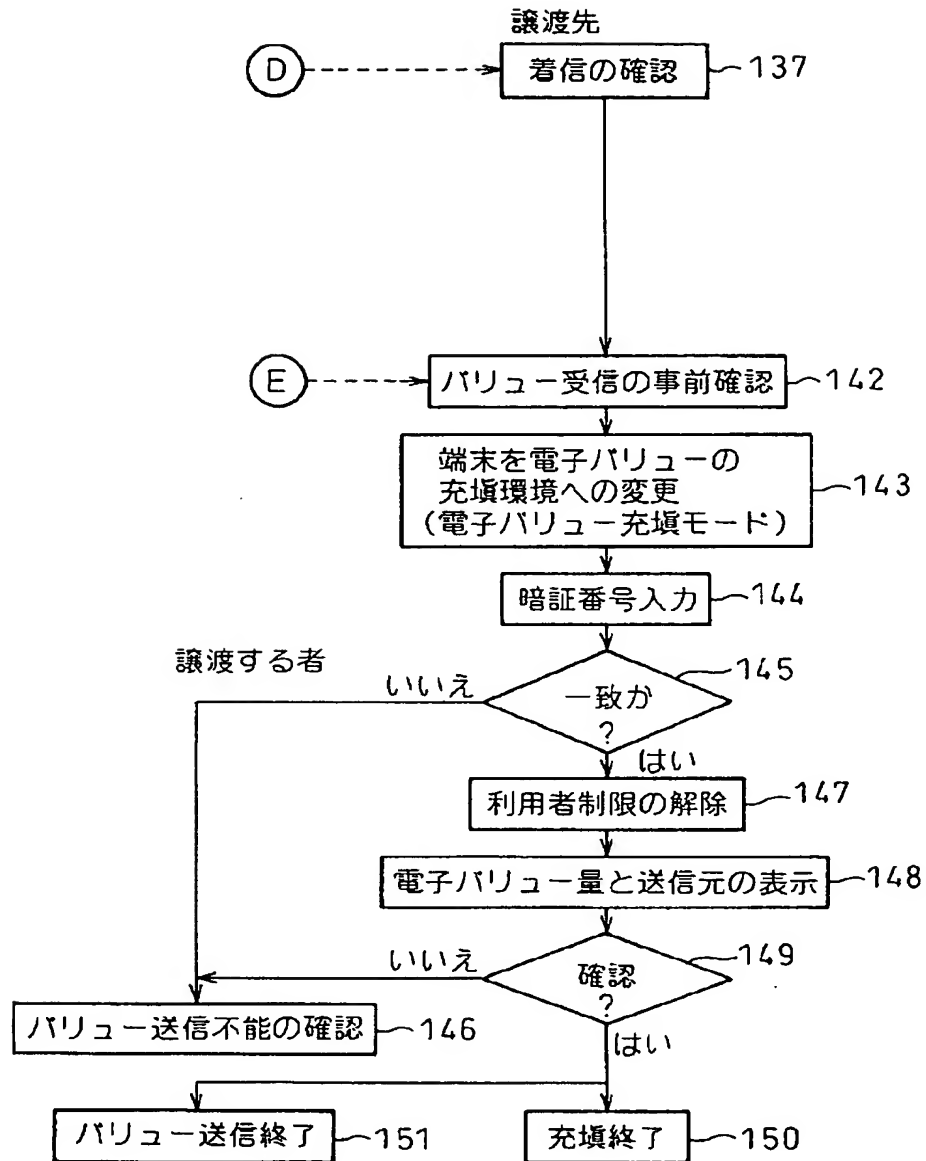 譲渡先
D
着信の確認
137
E
バリュー受信の事前確認
142
端末を電子バリューの
充填環境への変更
(電子バリュー充填モード)
143
暗証番号入力
144
譲渡する者
いいえ
一致か
?
145
はい
利用者制限の解除
147
電子バリュー量と送信元の表示
148
いいえ
確認
?
149
バリュー送信不能の確認
146
はい
バリュー送信終了
151
充填終了
150